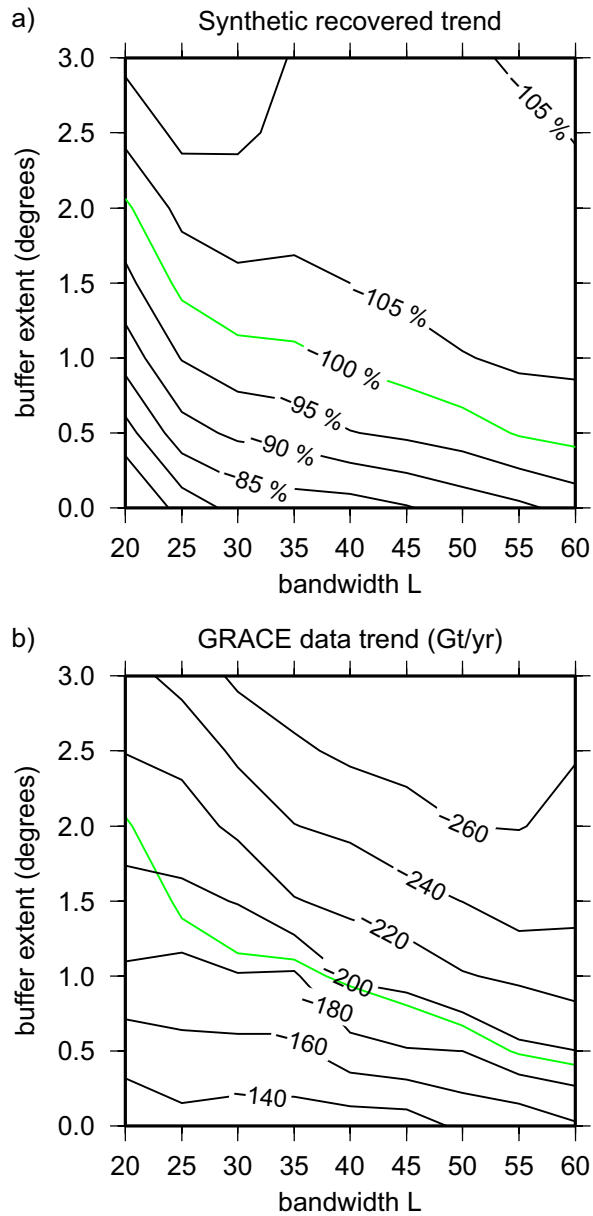 a)
Synthetic recovered trend
3.0
2.5
2.0
1.5
1.0
0.5
0.0
buffer extent (degrees)
−105 %
−105 %
−100 %
−95 %
−90 %
−85 %
20 25 30 35 40 45 50 55 60
bandwidth L
b)
GRACE data trend (Gt/yr)
3.0
2.5
2.0
1.5
1.0
0.5
0.0
buffer extent (degrees)
−260
−240
−220
−200
−180
−160
−140
20 25 30 35 40 45 50 55 60
bandwidth L